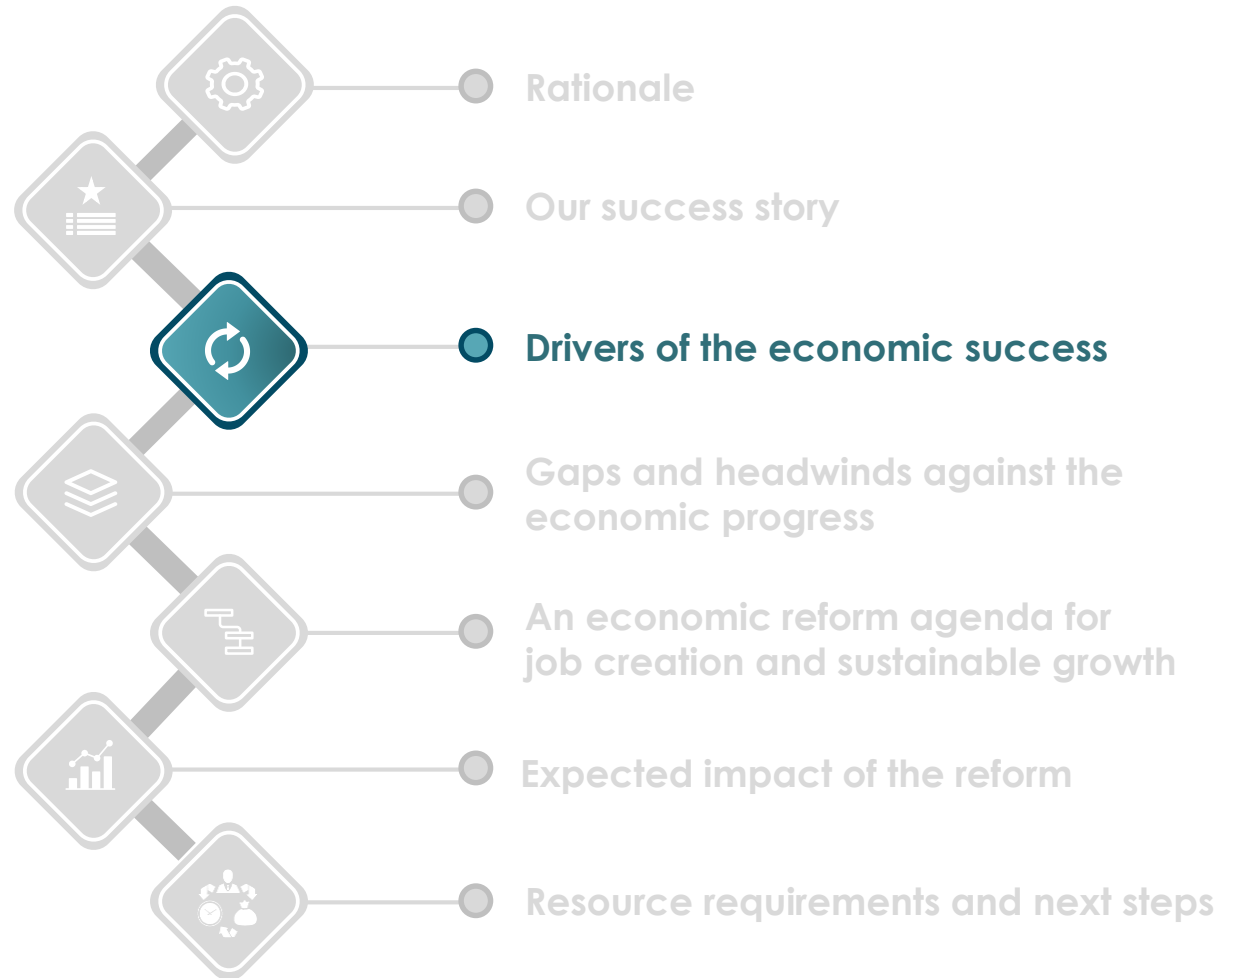 Rationale
Our success story
Drivers of the economic success
Gaps and headwinds against the
economic progress
An economic reform agenda for
job creation and sustainable growth
Expected impact of the reform
Resource requirements and next steps